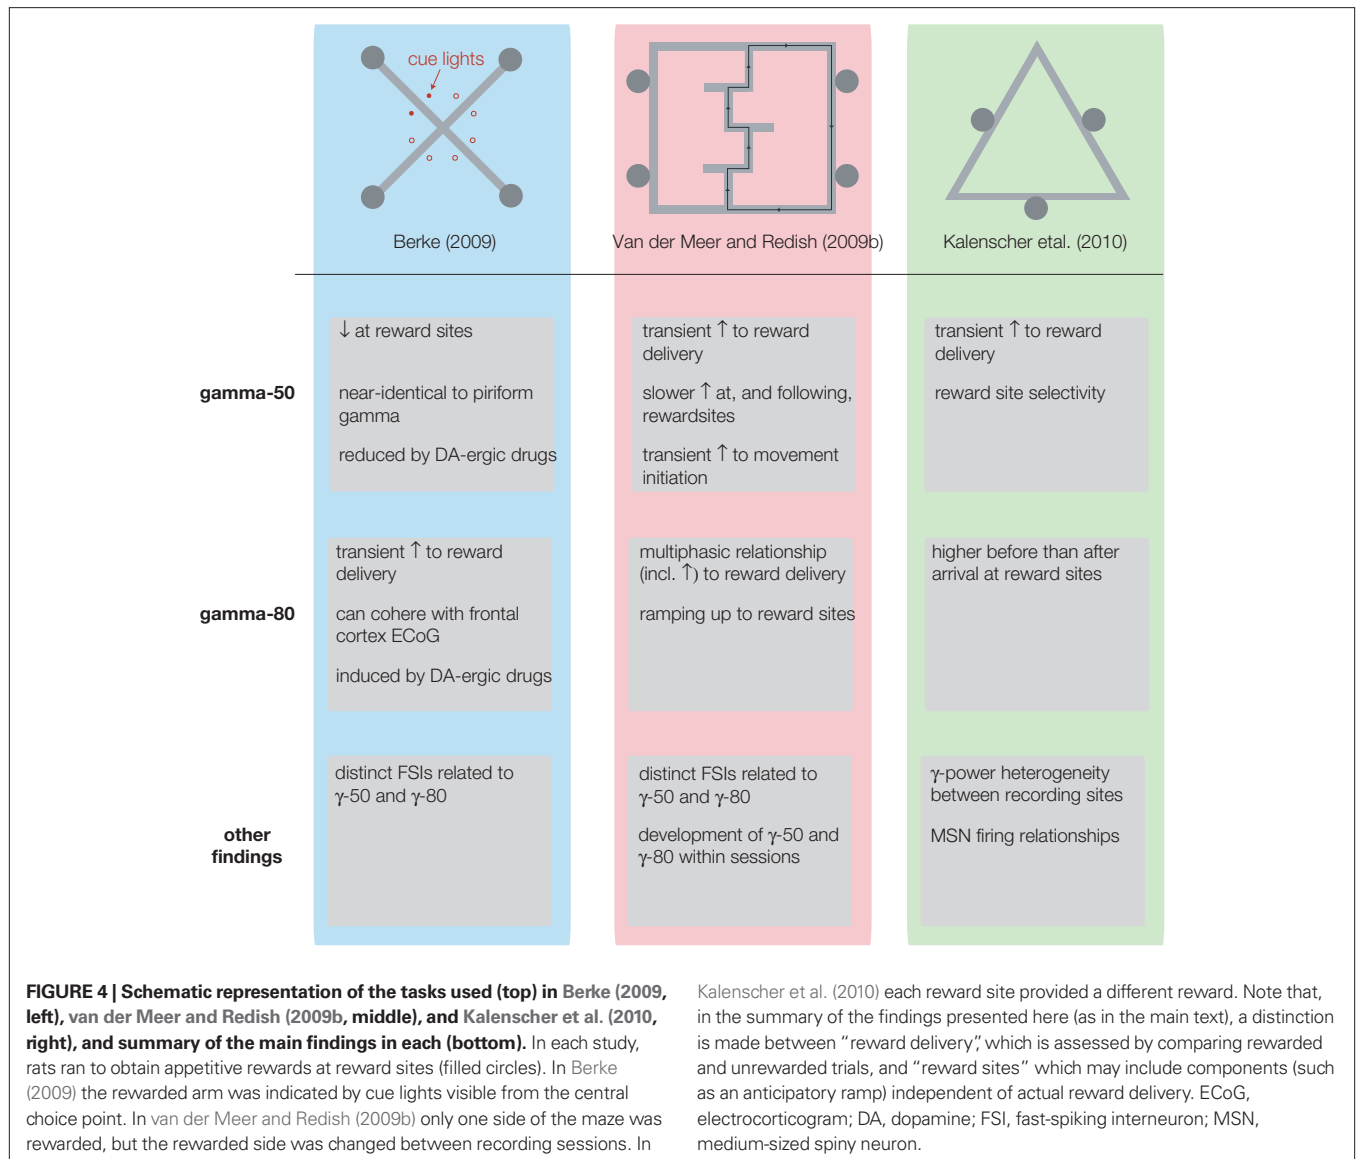 cue lights
Berke (2009)
Van der Meer and Redish (2009b)
Kalenscher etal. (2010)
gamma-50
↓ at reward sites
near-identical to piriform
gamma
reduced by DA-ergic drugs
transient ↑ to reward
delivery
slower ↑ at, and following,
rewardsites
transient ↑ to movement
initiation
transient ↑ to reward
delivery
reward site selectivity
gamma-80
transient ↑ to reward
delivery
can cohere with frontal
cortex ECoG
induced by DA-ergic drugs
multiphasic relationship
(incl. ↑) to reward delivery
ramping up to reward sites
higher before than after
arrival at reward sites
other
findings
distinct FSIs related to
γ-50 and γ-80
distinct FSIs related to
γ-50 and γ-80
development of γ-50 and
γ-80 within sessions
γ-power heterogeneity
between recording sites
MSN firing relationships
FIGURE 4 | Schematic representation of the tasks used (top) in Berke (2009,
left), van der Meer and Redish (2009b, middle), and Kalenscher et al. (2010,
right), and summary of the main findings in each (bottom). In each study,
rats ran to obtain appetitive rewards at reward sites (filled circles). In Berke
(2009) the rewarded arm was indicated by cue lights visible from the central
choice point. In van der Meer and Redish (2009b) only one side of the maze was
rewarded, but the rewarded side was changed between recording sessions. In
Kalenscher et al. (2010) each reward site provided a different reward. Note that,
in the summary of the findings presented here (as in the main text), a distinction
is made between “reward delivery,” which is assessed by comparing rewarded
and unrewarded trials, and “reward sites” which may include components (such
as an anticipatory ramp) independent of actual reward delivery. ECoG,
electrocorticogram; DA, dopamine; FSI, fast-spiking interneuron; MSN,
medium-sized spiny neuron.